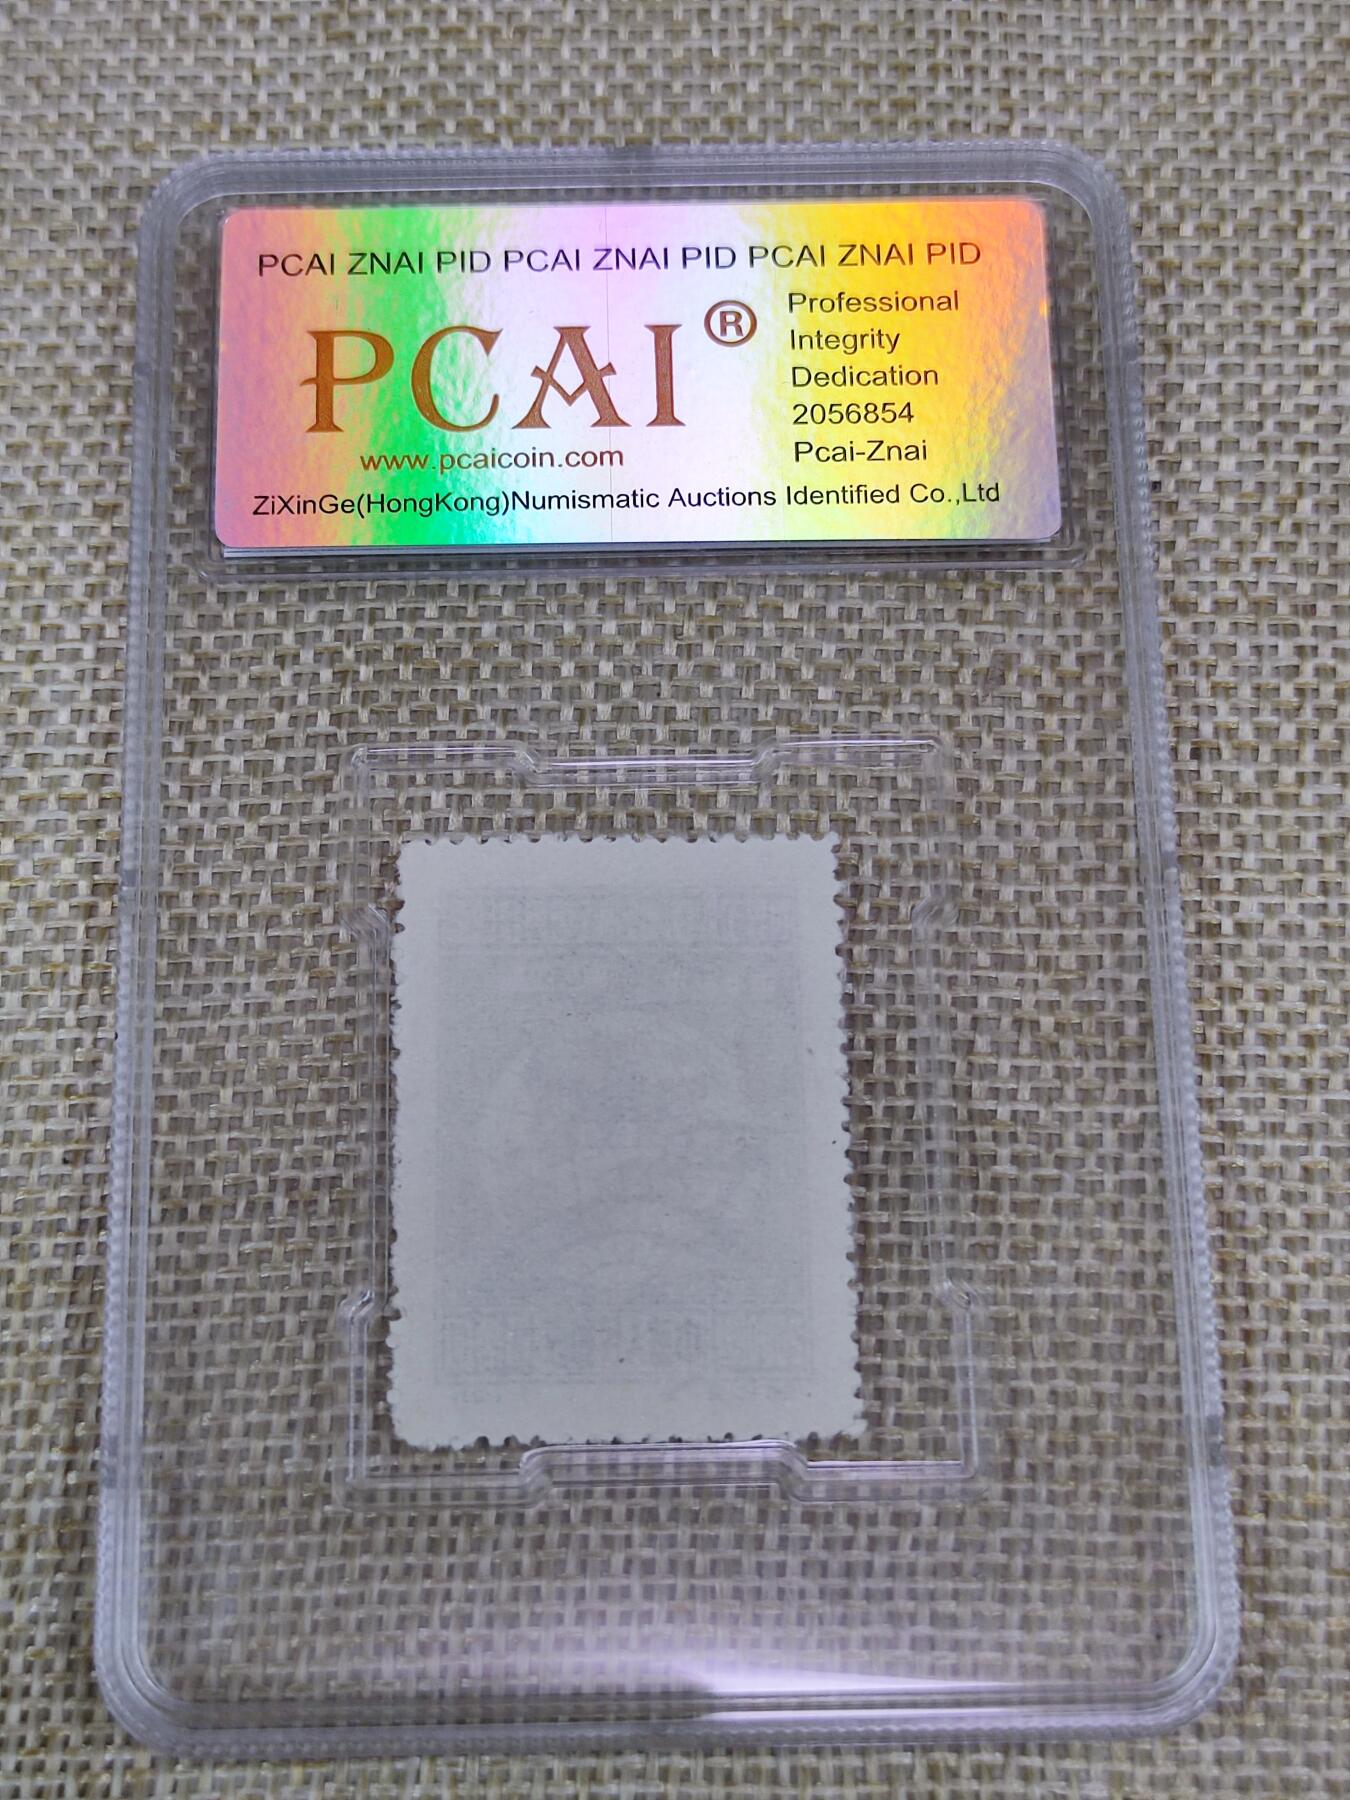 PCAI ZNAI PID PCAI ZNAI PID PCAI ZNAI PID
PCAI®
www.pcaicoin.com
Professional
Integrity
Dedication
2056854
Pcai-Znai
ZiXinGe(HongKong)Numismatic Auctions Identified Co.,Ltd